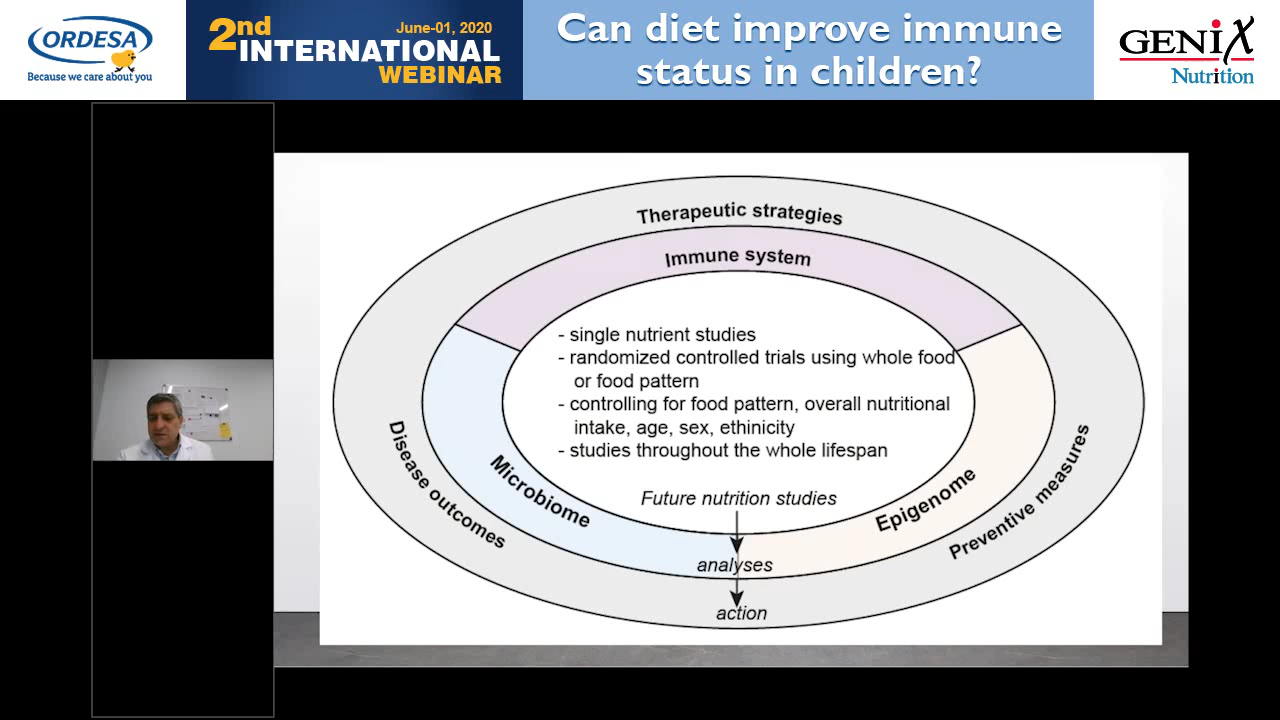 ORDESA
Because we care about you
June-01, 2020
2nd
INTERNATIONAL
WEBINAR
Can diet improve immune
status in children?
GENiX
Nutrition
Therapeutic strategies
Immune system
- single nutrient studies
- randomized controlled trials using whole food
or food pattern
- controlling for food pattern, overall nutritional
intake, age, sex, ethinicity
- studies throughout the whole lifespan
Future nutrition studies
Microbiome
Epigenome
Disease outcomes
Preventive measures
analyses
action